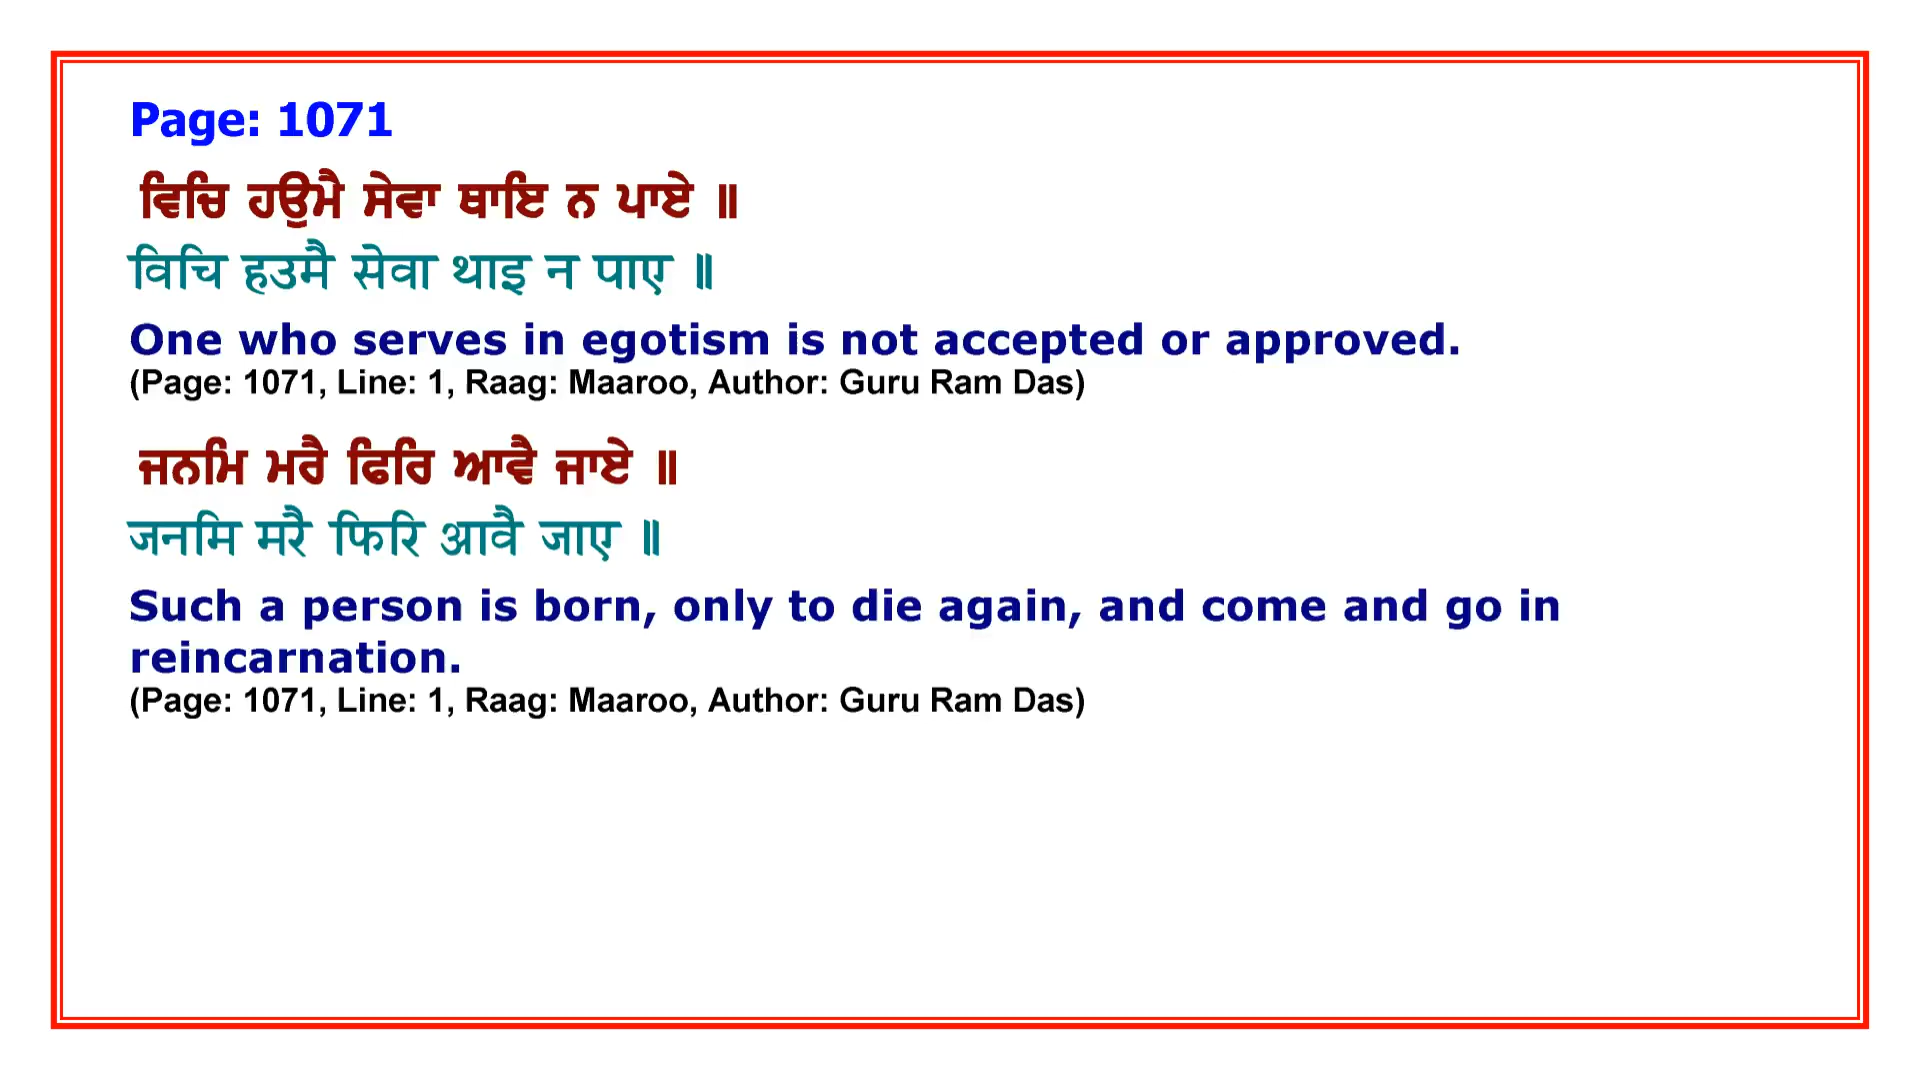 Page: 1071
ਵਿਚਿ ਹਉਮੈ ਸੇਵਾ ਥਾਇ ਨ ਪਾਏ ॥
विचि हउमै सेवा थाइ न पाए ॥
One who serves in egotism is not accepted or approved.
(Page: 1071, Line: 1, Raag: Maaroo, Author: Guru Ram Das)
ਜਨਮਿ ਮਰੈ ਫਿਰਿ ਆਵੈ ਜਾਏ ॥
जनमि मरै फिरि आवै जाए ॥
Such a person is born, only to die again, and come and go in
reincarnation.
(Page: 1071, Line: 1, Raag: Maaroo, Author: Guru Ram Das)